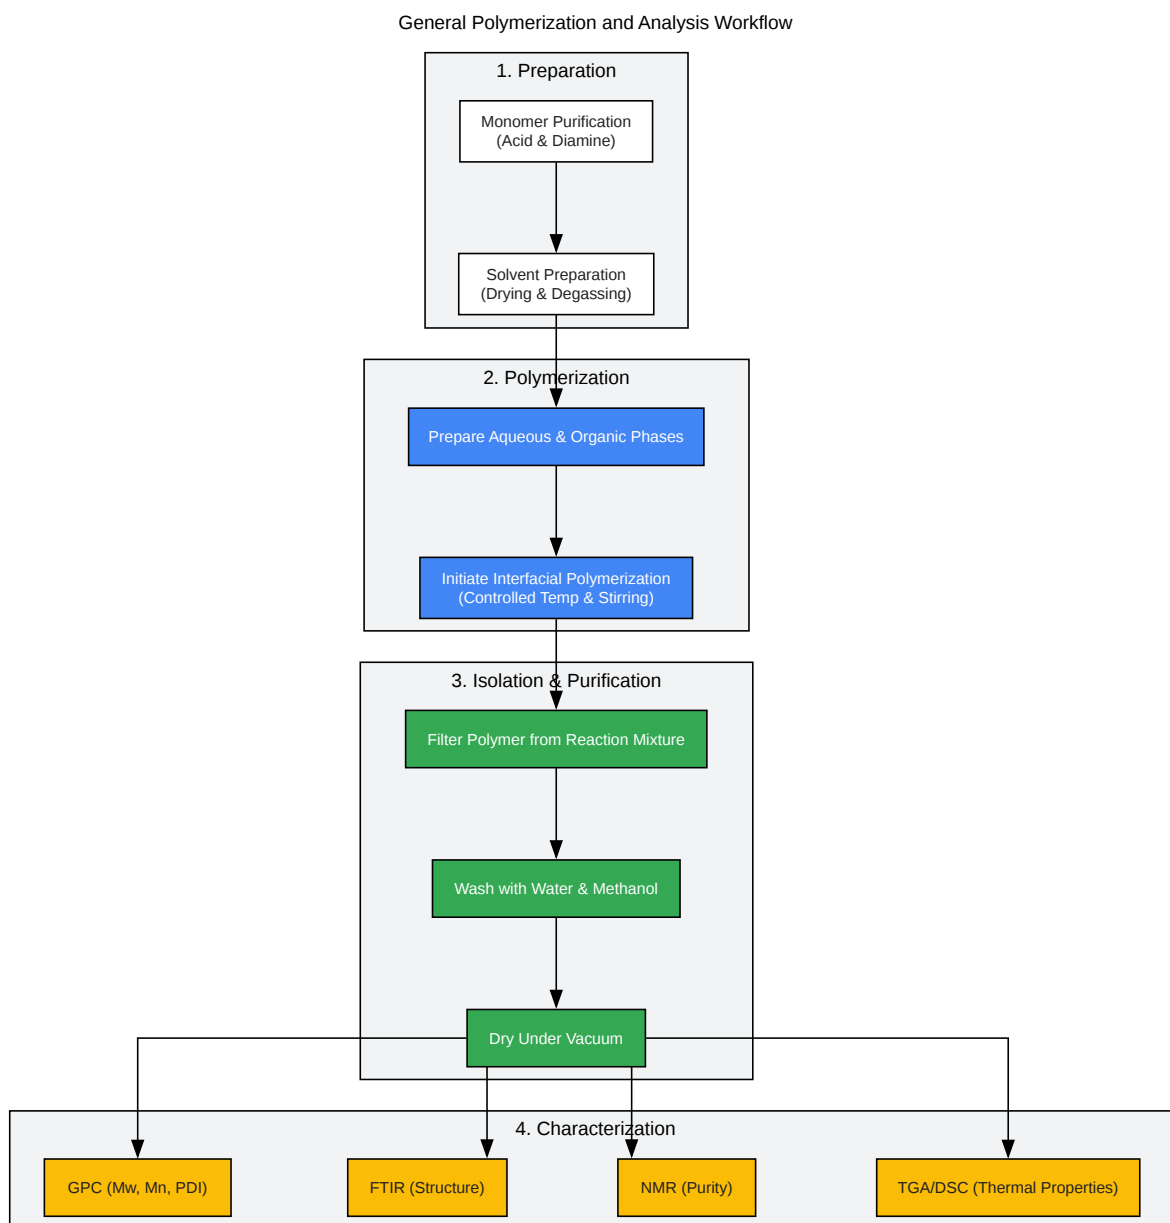 General Polymerization and Analysis Workflow
1. Preparation
Monomer Purification
(Acid & Diamine)
Solvent Preparation
(Drying & Degassing)
2. Polymerization
Prepare Aqueous & Organic Phases
Initiate Interfacial Polymerization
(Controlled Temp & Stirring)
3. Isolation & Purification
Filter Polymer from Reaction Mixture
Wash with Water & Methanol
Dry Under Vacuum
4. Characterization
GPC (Mw, Mn, PDI)
FTIR (Structure)
NMR (Purity)
TGA/DSC (Thermal Properties)